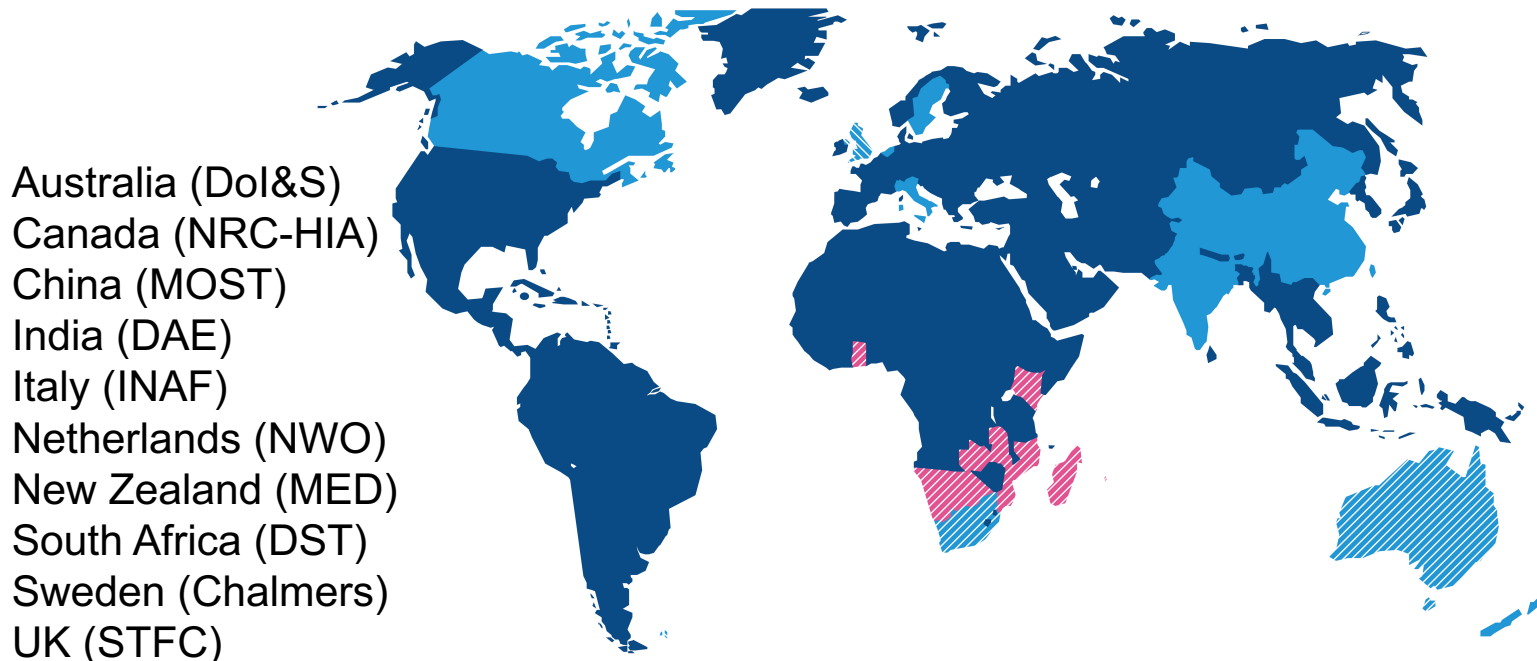 Australia (DoI&S)
Canada (NRC-HIA)
China (MOST)
India (DAE)
Italy (INAF)
Netherlands (NWO)
New Zealand (MED)
South Africa (DST)
Sweden (Chalmers)
UK (STFC)